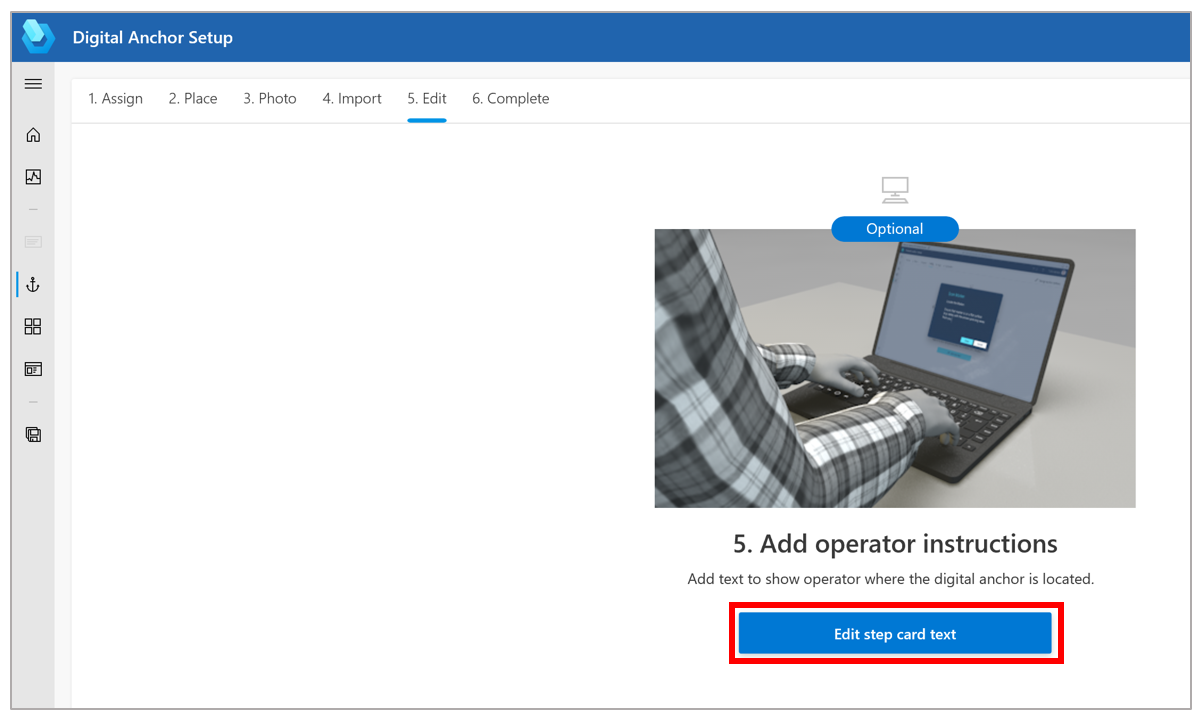 Digital Anchor Setup
1. Assign 2. Place 3. Photo 4. Import 5. Edit 6. Complete
Optional
5. Add operator instructions
Add text to show operator where the digital anchor is located.
Edit step card text